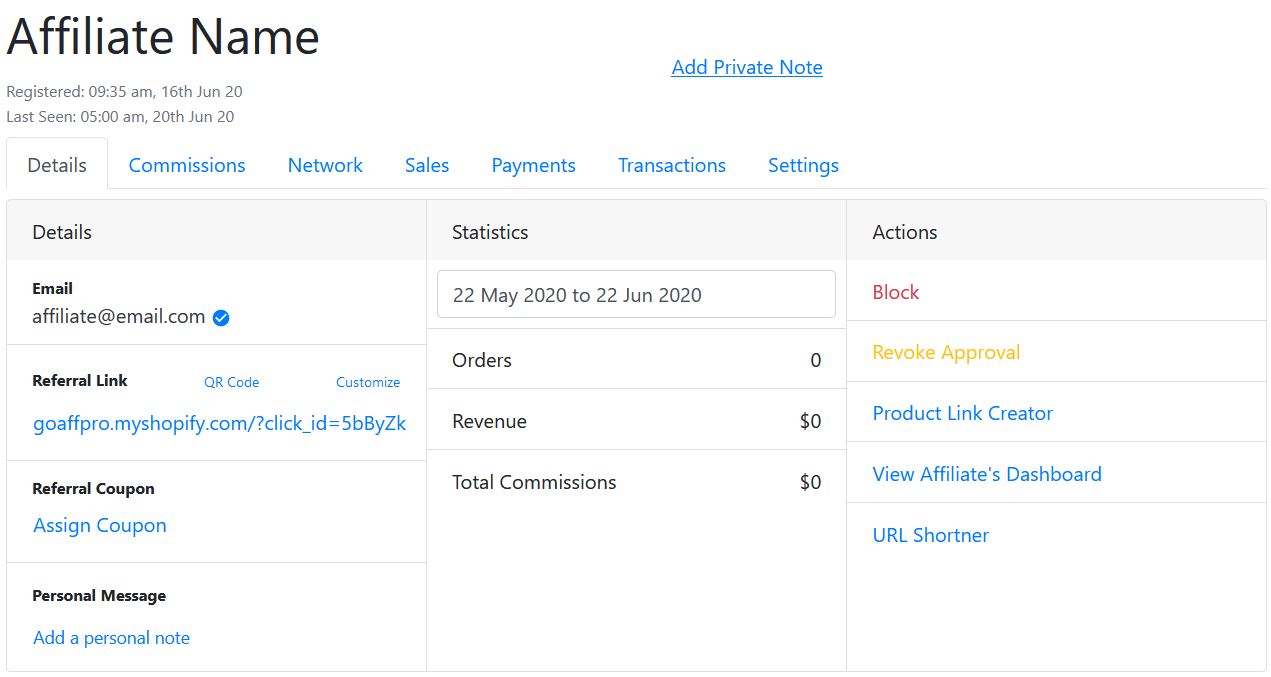 Affiliate Name
Add Private Note
Registered: 09:35 am, 16th Jun 20
Last Seen: 05:00 am, 20th Jun 20
Details Commissions Network Sales Payments Transactions Settings
Details
Email
affiliate@email.com
Referral Link QR Code Customize
goaffpro.myshopify.com/?click_id=5bByZk
Referral Coupon
Assign Coupon
Personal Message
Add a personal note
Statistics
22 May 2020 to 22 Jun 2020
Orders 0
Revenue $0
Total Commissions $0
Actions
Block
Revoke Approval
Product Link Creator
View Affiliate's Dashboard
URL Shortner